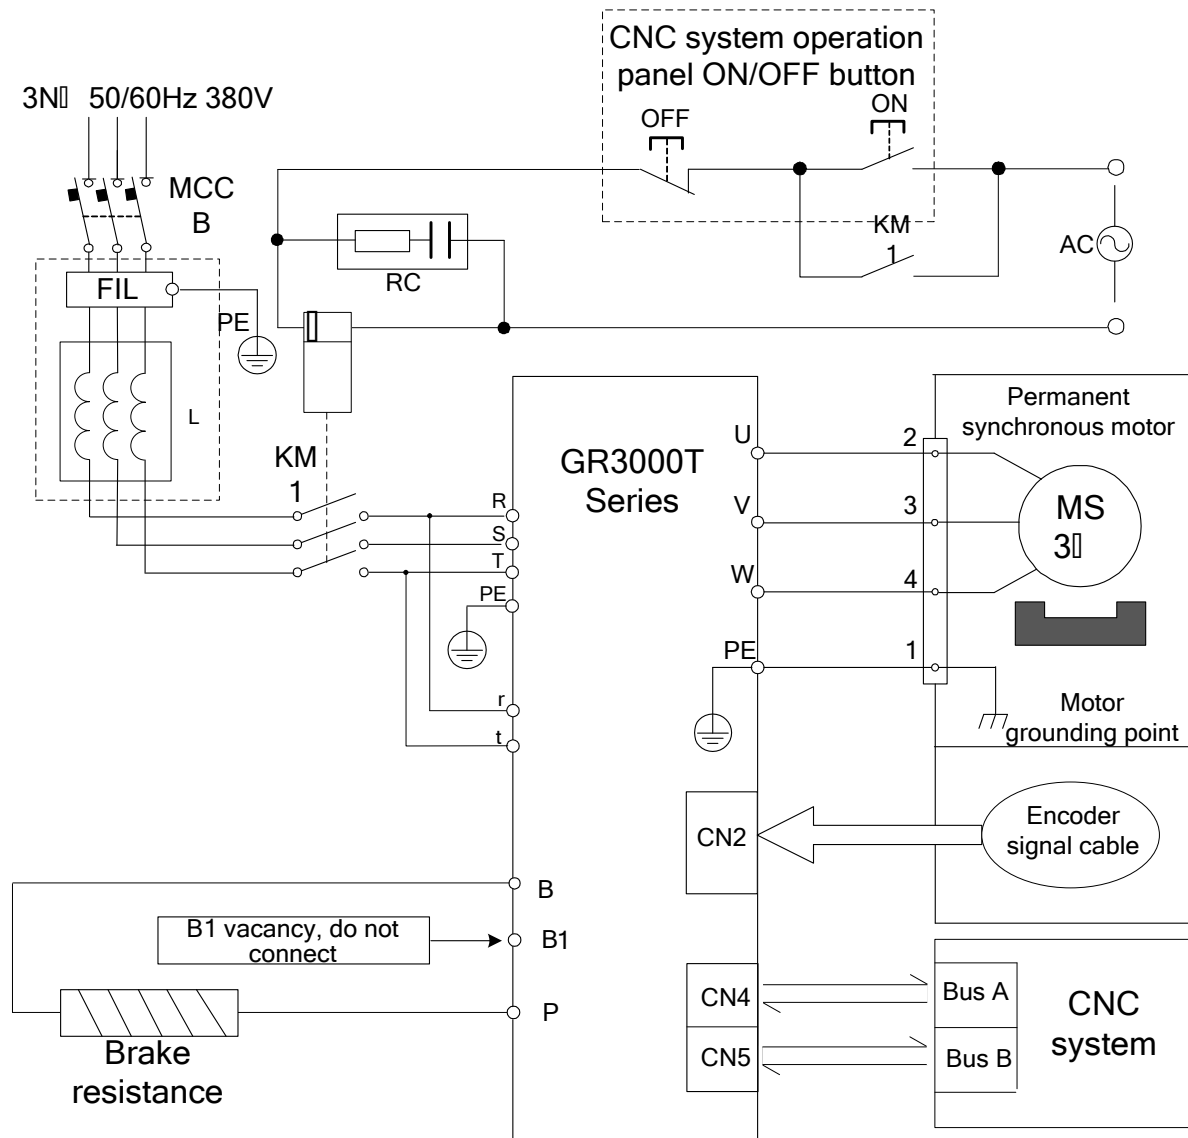 CNC system operation
panel ON/OFF button
3N▯ 50/60Hz 380V
OFF
ON
MCC
B
KM
1
AC
FIL
RC
PE
L
KM
1
GR3000T
Series
R
S
T
PE
r
t
U
V
W
PE
2
3
4
1
Permanent
synchronous motor
MS
3▯
Motor
grounding point
CN2
Encoder
signal cable
B
B1 vacancy, do not
connect
B1
P
Brake
resistance
CN4
CN5
Bus A
Bus B
CNC
system